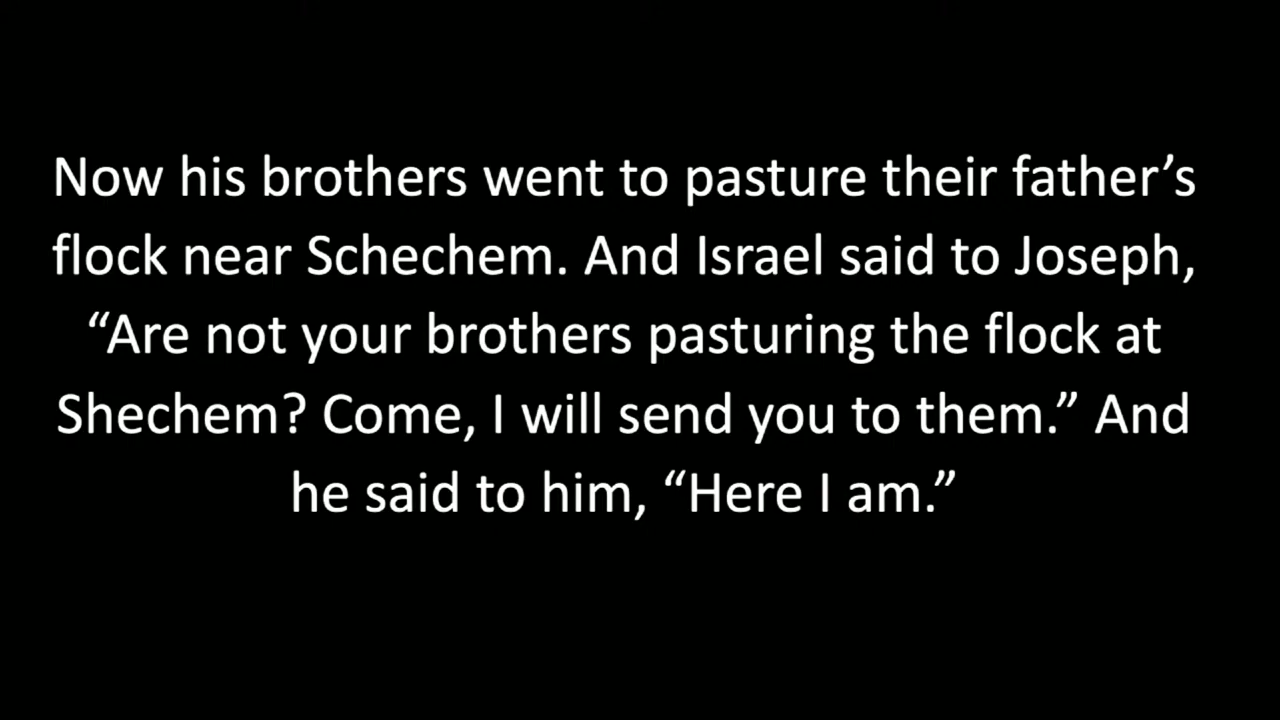 Now his brothers went to pasture their father’s
flock near Schechem. And Israel said to Joseph,
“Are not your brothers pasturing the flock at
Shechem? Come, I will send you to them.” And
he said to him, “Here I am.”